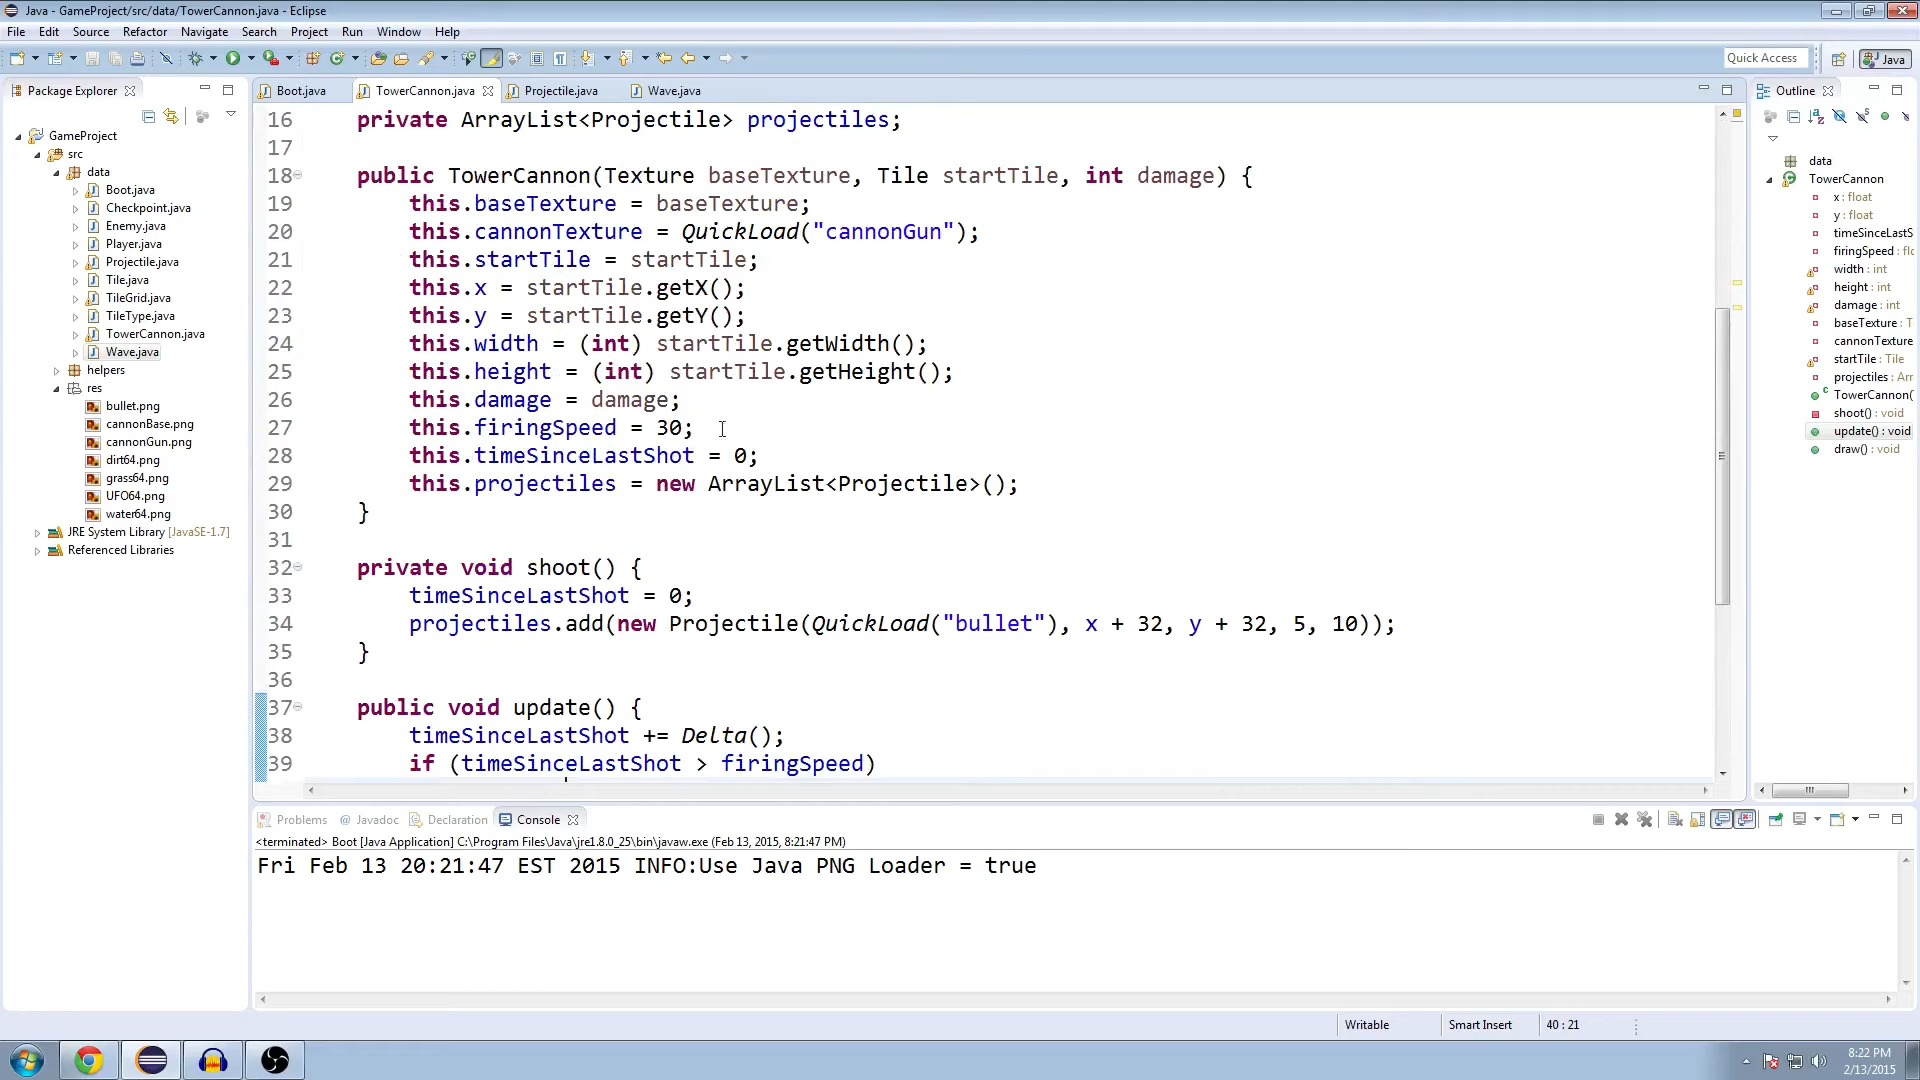 Java - GameProject/src/data/TowerCannon.java - Eclipse
File Edit Source Refactor Navigate Search Project Run Window Help
Quick Access
Java
Package Explorer
GameProject
src
data
Boot.java
Checkpoint.java
Enemy.java
Player.java
Projectile.java
Tile.java
TileGrid.java
TileType.java
TowerCannon.java
Wave.java
helpers
res
bullet.png
cannonBase.png
cannonGun.png
dirt64.png
grass64.png
UFO64.png
water64.png
JRE System Library [JavaSE-1.7]
Referenced Libraries
Boot.java TowerCannon.java Projectile.java Wave.java
16 private ArrayList<Projectile> projectiles;
17
18 public TowerCannon(Texture baseTexture, Tile startTile, int damage) {
19 this.baseTexture = baseTexture;
20 this.cannonTexture = QuickLoad("cannonGun");
21 this.startTile = startTile;
22 this.x = startTile.getX();
23 this.y = startTile.getY();
24 this.width = (int) startTile.getWidth();
25 this.height = (int) startTile.getHeight();
26 this.damage = damage;
27 this.firingSpeed = 30;
28 this.timeSinceLastShot = 0;
29 this.projectiles = new ArrayList<Projectile>();
30 }
31
32 private void shoot() {
33 timeSinceLastShot = 0;
34 projectiles.add(new Projectile(QuickLoad("bullet"), x + 32, y + 32, 5, 10));
35 }
36
37 public void update() {
38 timeSinceLastShot += Delta();
39 if (timeSinceLastShot > firingSpeed)
Outline
data
TowerCannon
x : float
y : float
timeSinceLastS
firingSpeed : flo
width : int
height : int
damage : int
baseTexture : T
cannonTexture
startTile : Tile
projectiles : Arr
TowerCannon(
shoot() : void
update() : void
draw() : void
Problems @ Javadoc Declaration Console
<terminated> Boot [Java Application] C:\Program Files\Java\jre1.8.0_25\bin\javaw.exe (Feb 13, 2015, 8:21:47 PM)
Fri Feb 13 20:21:47 EST 2015 INFO:Use Java PNG Loader = true
Writable Smart Insert 40 : 21
8:22 PM
2/13/2015